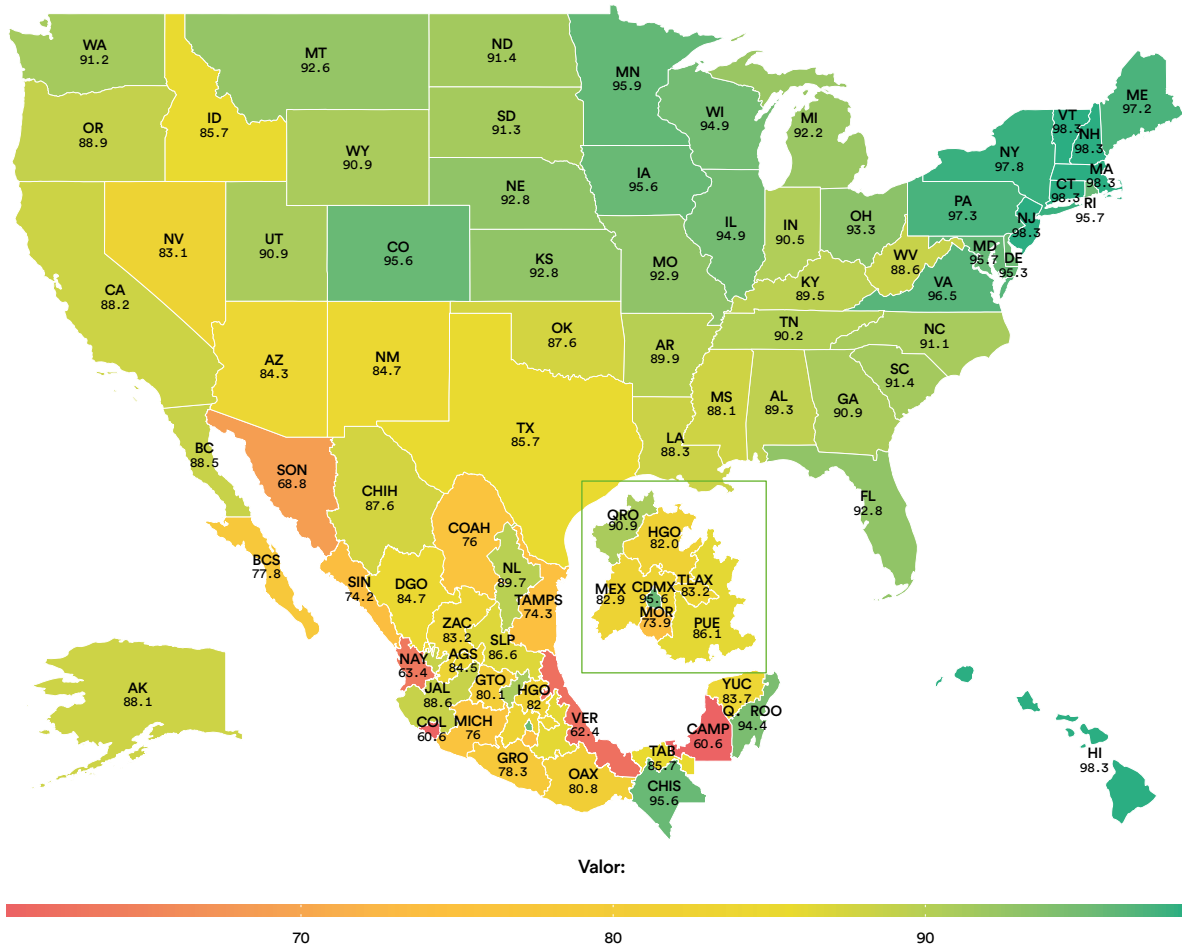 WA
91.2
MT
92.6
ND
91.4
MN
95.9
ME
97.2
OR
88.9
ID
85.7
SD
91.3
WI
94.9
MI
92.2
VT
98.3
NH
98.3
WY
90.9
NY
97.8
MA
98.3
NE
92.8
IA
95.6
CT
98.3
RI
95.7
PA
97.3
NJ
98.3
NV
83.1
UT
90.9
CO
95.6
KS
92.8
MO
92.9
IL
94.9
IN
90.5
OH
93.3
WV
88.6
MD
95.7
DE
95.3
CA
88.2
KY
89.5
VA
96.5
AZ
84.3
NM
84.7
OK
87.6
AR
89.9
TN
90.2
NC
91.1
SC
91.4
TX
85.7
LA
88.3
MS
88.1
AL
89.3
GA
90.9
FL
92.8
BC
88.5
SON
68.8
CHIH
87.6
COAH
76
BCS
77.8
SIN
74.2
DGO
84.7
NL
89.7
TAMPS
74.3
QRO
90.9
HGO
82.0
MEX
82.9
CDMX
95.6
TLAX
83.2
MOR
73.9
PUE
86.1
ZAC
83.2
SLP
86.6
NAY
63.4
AGS
84.5
GTO
80.1
HGO
82
JAL
88.6
COL
60.6
MICH
76
VER
62.4
GRO
78.3
OAX
80.8
TAB
85.7
CHIS
95.6
CAMP
60.6
YUC
83.7
Q. ROO
94.4
AK
88.1
HI
98.3
Valor:
70 80 90